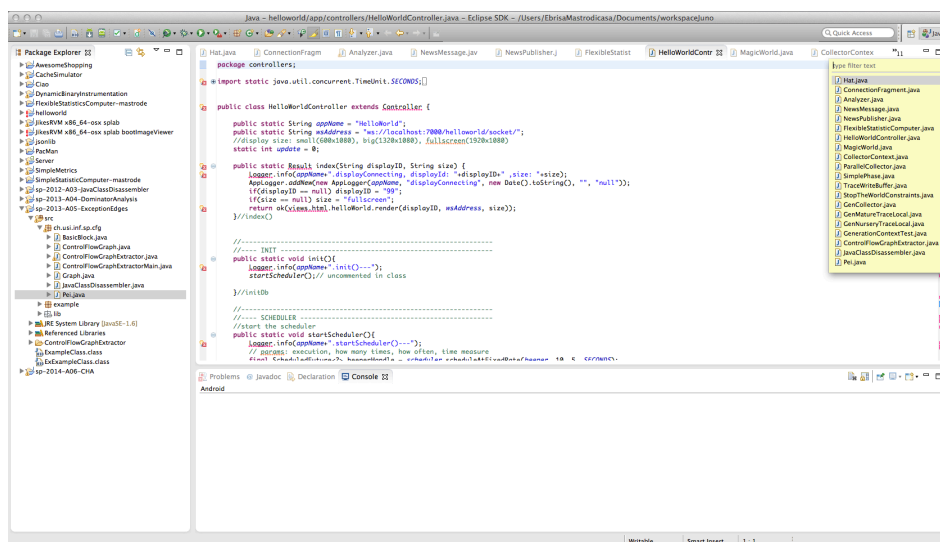 Java – helloworld/app/controllers/HelloWorldController.java – Eclipse SDK – /Users/EbrisaMastrodicasa/Documents/workspaceJuno
Quick Access
Jav
Package Explorer
Hat.java
ConnectionFragm
Analyzer.java
NewsMessage.jav
NewsPublisher.j
FlexibleStatist
HelloWorldContr
MagicWorld.java
CollectorContex
"11
AwesomeShopping
CacheSimulator
Ciao
DynamicBinaryInstrumentation
FlexibleStatisticsComputer-mastrode
helloworld
JikesRVM x86_64-osx splab
JikesRVM x86_64-osx splab bootImageViewer
jsonlib
PacMan
Server
SimpleMetrics
SimpleStatisticComputer-mastrode
sp-2012-A03-JavaClassDisassembler
sp-2013-A04-DominatorAnalysis
sp-2013-A05-ExceptionEdges
src
ch.usi.inf.sp.cfg
BasicBlock.java
ControlFlowGraph.java
ControlFlowGraphExtractor.java
ControlFlowGraphExtractorMain.java
Graph.java
JavaClassDisassembler.java
Pei.java
example
lib
JRE System Library [JavaSE-1.6]
Referenced Libraries
ControlFlowGraphExtractor
ExampleClass.class
ExExampleClass.class
sp-2014-A06-CHA
package controllers;
import static java.util.concurrent.TimeUnit.SECONDS;
public class HelloWorldController extends Controller {
public static String appName = "HelloWorld";
public static String wsAddress = "ws://localhost:7000/helloworld/socket/";
//display size: small(600x1080), big(1320x1080), fullscreen(1920x1080)
static int update = 0;
public static Result index(String displayID, String size) {
Logger.info(appName+".displayConnecting, displayId: "+displayID+" ,size: "+size);
AppLogger.addNew(new AppLogger(appName, "displayConnecting", new Date().toString(), "", "null"));
if(displayID == null) displayID = "99";
if(size == null) size = "fullscreen";
return ok(views.html.helloWorld.render(displayID, wsAddress, size));
}//index()
//----------------------------------------------------------------
//---- INIT ------------------------------------------------------
public static void init(){
Logger.info(appName+".init()---");
startScheduler();// uncommented in class
}//initOb
//----------------------------------------------------------------
//---- SCHEDULER -------------------------------------------------
//start the scheduler
public static void startScheduler(){
Logger.info(appName+".startScheduler()---");
// params: execution, how many times, how often, time measure
final ScheduledFuture<?> beeperHandle = scheduler.scheduleAtFixedRate(beeper, 10, 5, SECONDS);
type filter text
Hat.java
ConnectionFragment.java
Analyzer.java
NewsMessage.java
NewsPublisher.java
FlexibleStatisticsComputer.java
HelloWorldController.java
MagicWorld.java
CollectorContext.java
ParallelCollector.java
SimplePhase.java
TraceWriteBuffer.java
StopTheWorldConstraints.java
GenCollector.java
GenMatureTraceLocal.java
GenNurseryTraceLocal.java
GenerationContextTest.java
ControlFlowGraphExtractor.java
JavaClassDisassembler.java
Pei.java
Problems
Javadoc
Declaration
Console
Android
Writable
Smart Insert
1 : 1